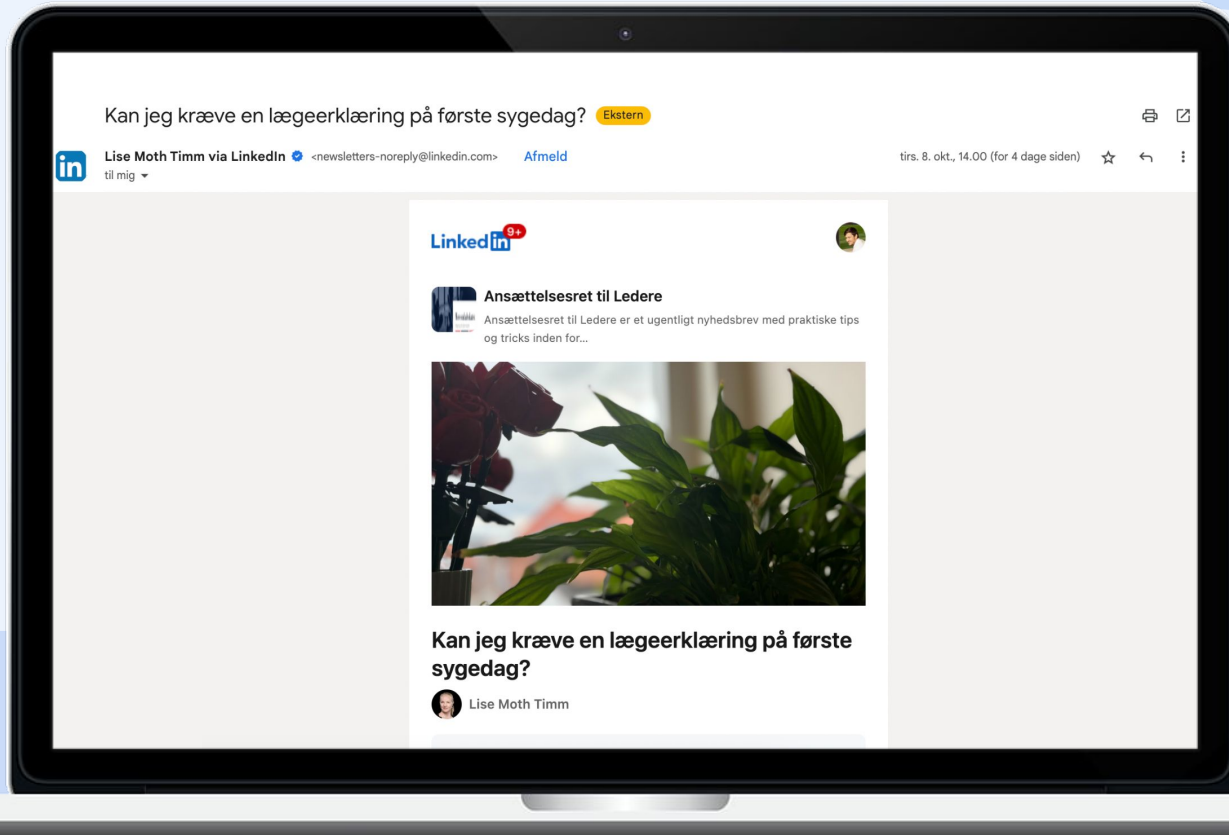 Kan jeg kræve en lægeerklæring på første sygedag? Ekstern
Lise Moth Timm via LinkedIn <newsletters-noreply@linkedin.com> Afmeld
tirs. 8. okt., 14.00 (for 4 dage siden)
til mig
in
Linked in 9+
Ansættelsesret til Ledere
Ansættelsesret til Ledere er et ugentligt nyhedsbrev med praktiske tips
og tricks inden for...
Kan jeg kræve en lægeerklæring på første
sygedag?
Lise Moth Timm